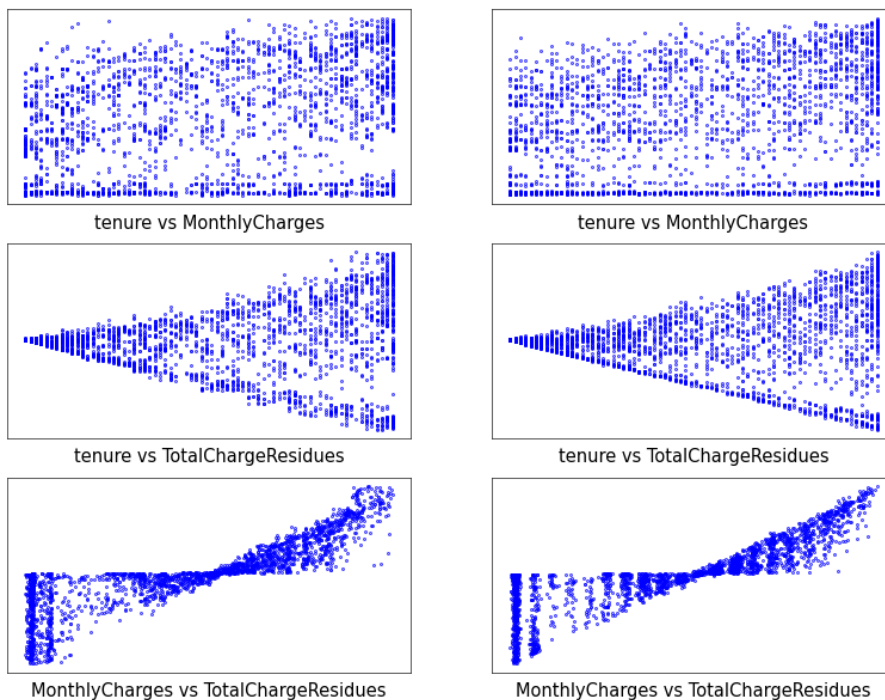 tenure vs MonthlyCharges
tenure vs MonthlyCharges
tenure vs TotalChargeResidues
tenure vs TotalChargeResidues
MonthlyCharges vs TotalChargeResidues
MonthlyCharges vs TotalChargeResidues